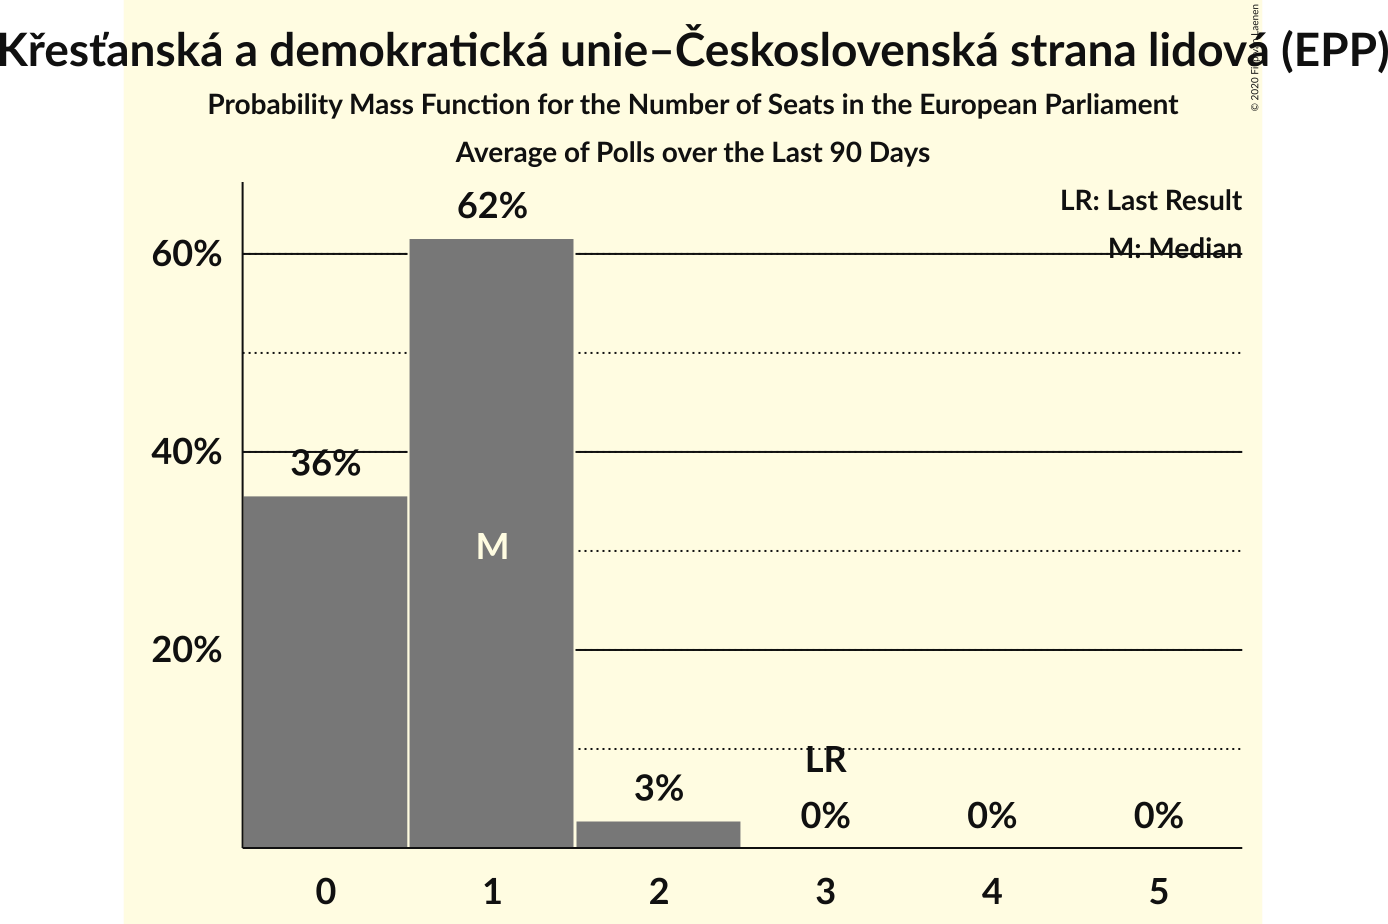 Křesťanská a demokratická unie–Československá strana lidová (EPP)
Probability Mass Function for the Number of Seats in the European Parliament
Average of Polls over the Last 90 Days
LR: Last Result
M: Median
60%
40%
20%
36%
62%
M
3%
LR
0%
0%
0%
0
1
2
3
4
5
© 2020 Laenen